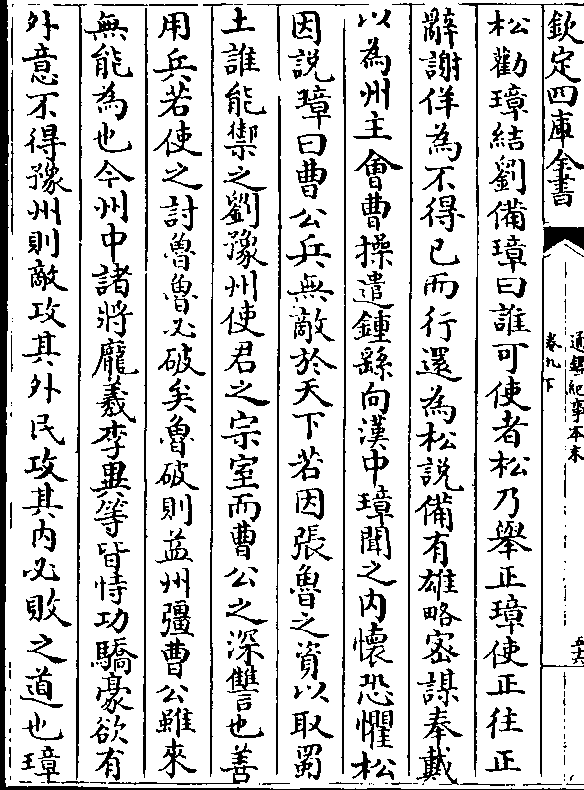 欽定四庫全書
通鑑紀事本末
卷九下
松勸璋結劉備璋曰誰可使者松乃舉正璋使正往正
辭謝佯為不得已而行還為松說備有雄略密謀奉戴
以為州主會曹操遣鍾繇向漢中璋聞之內懷恐懼松
因說璋曰曹公兵無敵於天下若因張魯之資以取蜀
土誰能禦之劉豫州使君之宗室而曹公之深讐也善
用兵若使之討魯魯必破矣魯破則益州彊曹公雖來
無能為也今州中諸將龐羲李異等皆恃功驕豪欲有
外意不得豫州則敵攻其外民攻其內必敗之道也璋